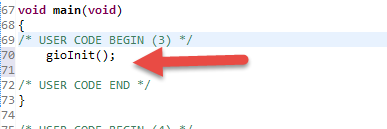 67 void main(void)
68 {
69 /* USER CODE BEGIN (3) */
70     gioInit();
71
72 /* USER CODE END */
73 }
74
75 /* USER CODE BEGIN (4) */